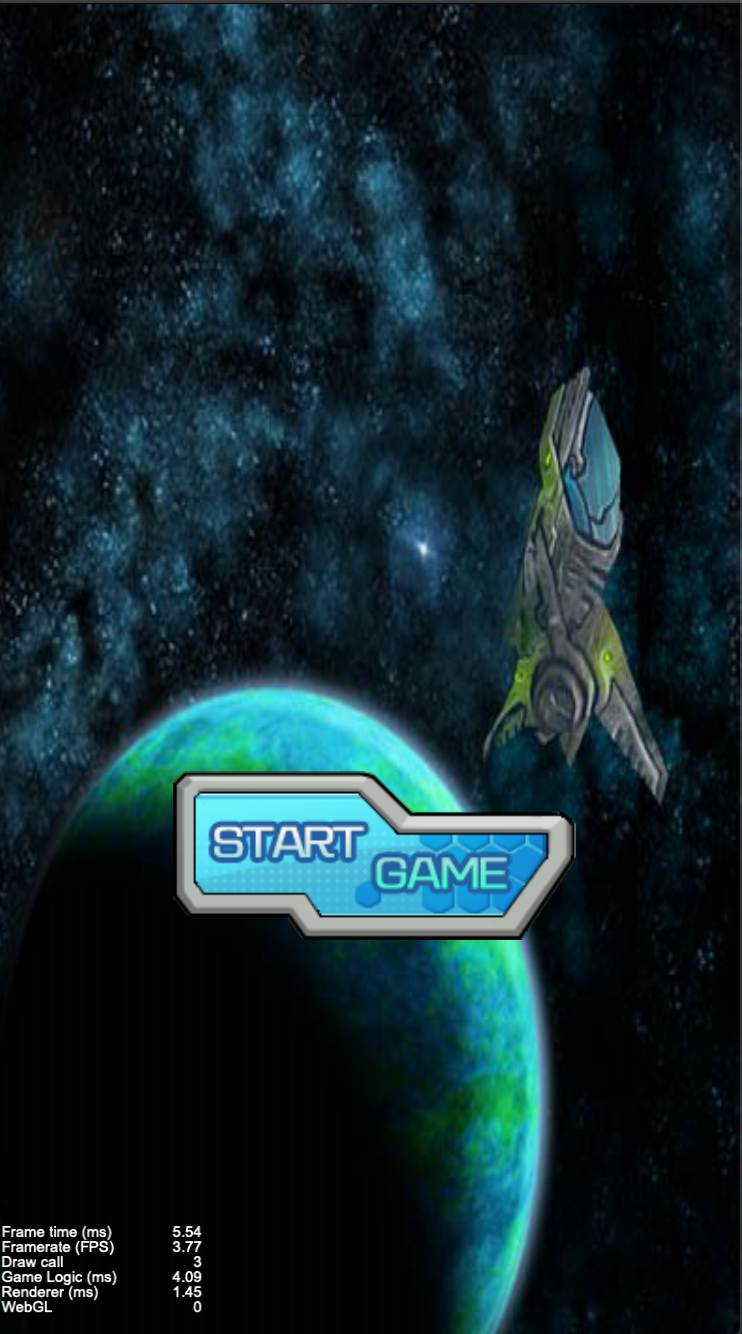 START
GAME
Frame time (ms) 5.54
Framerate (FPS) 3.77
Draw call 3
Game Logic (ms) 4.09
Renderer (ms) 1.45
WebGL 0